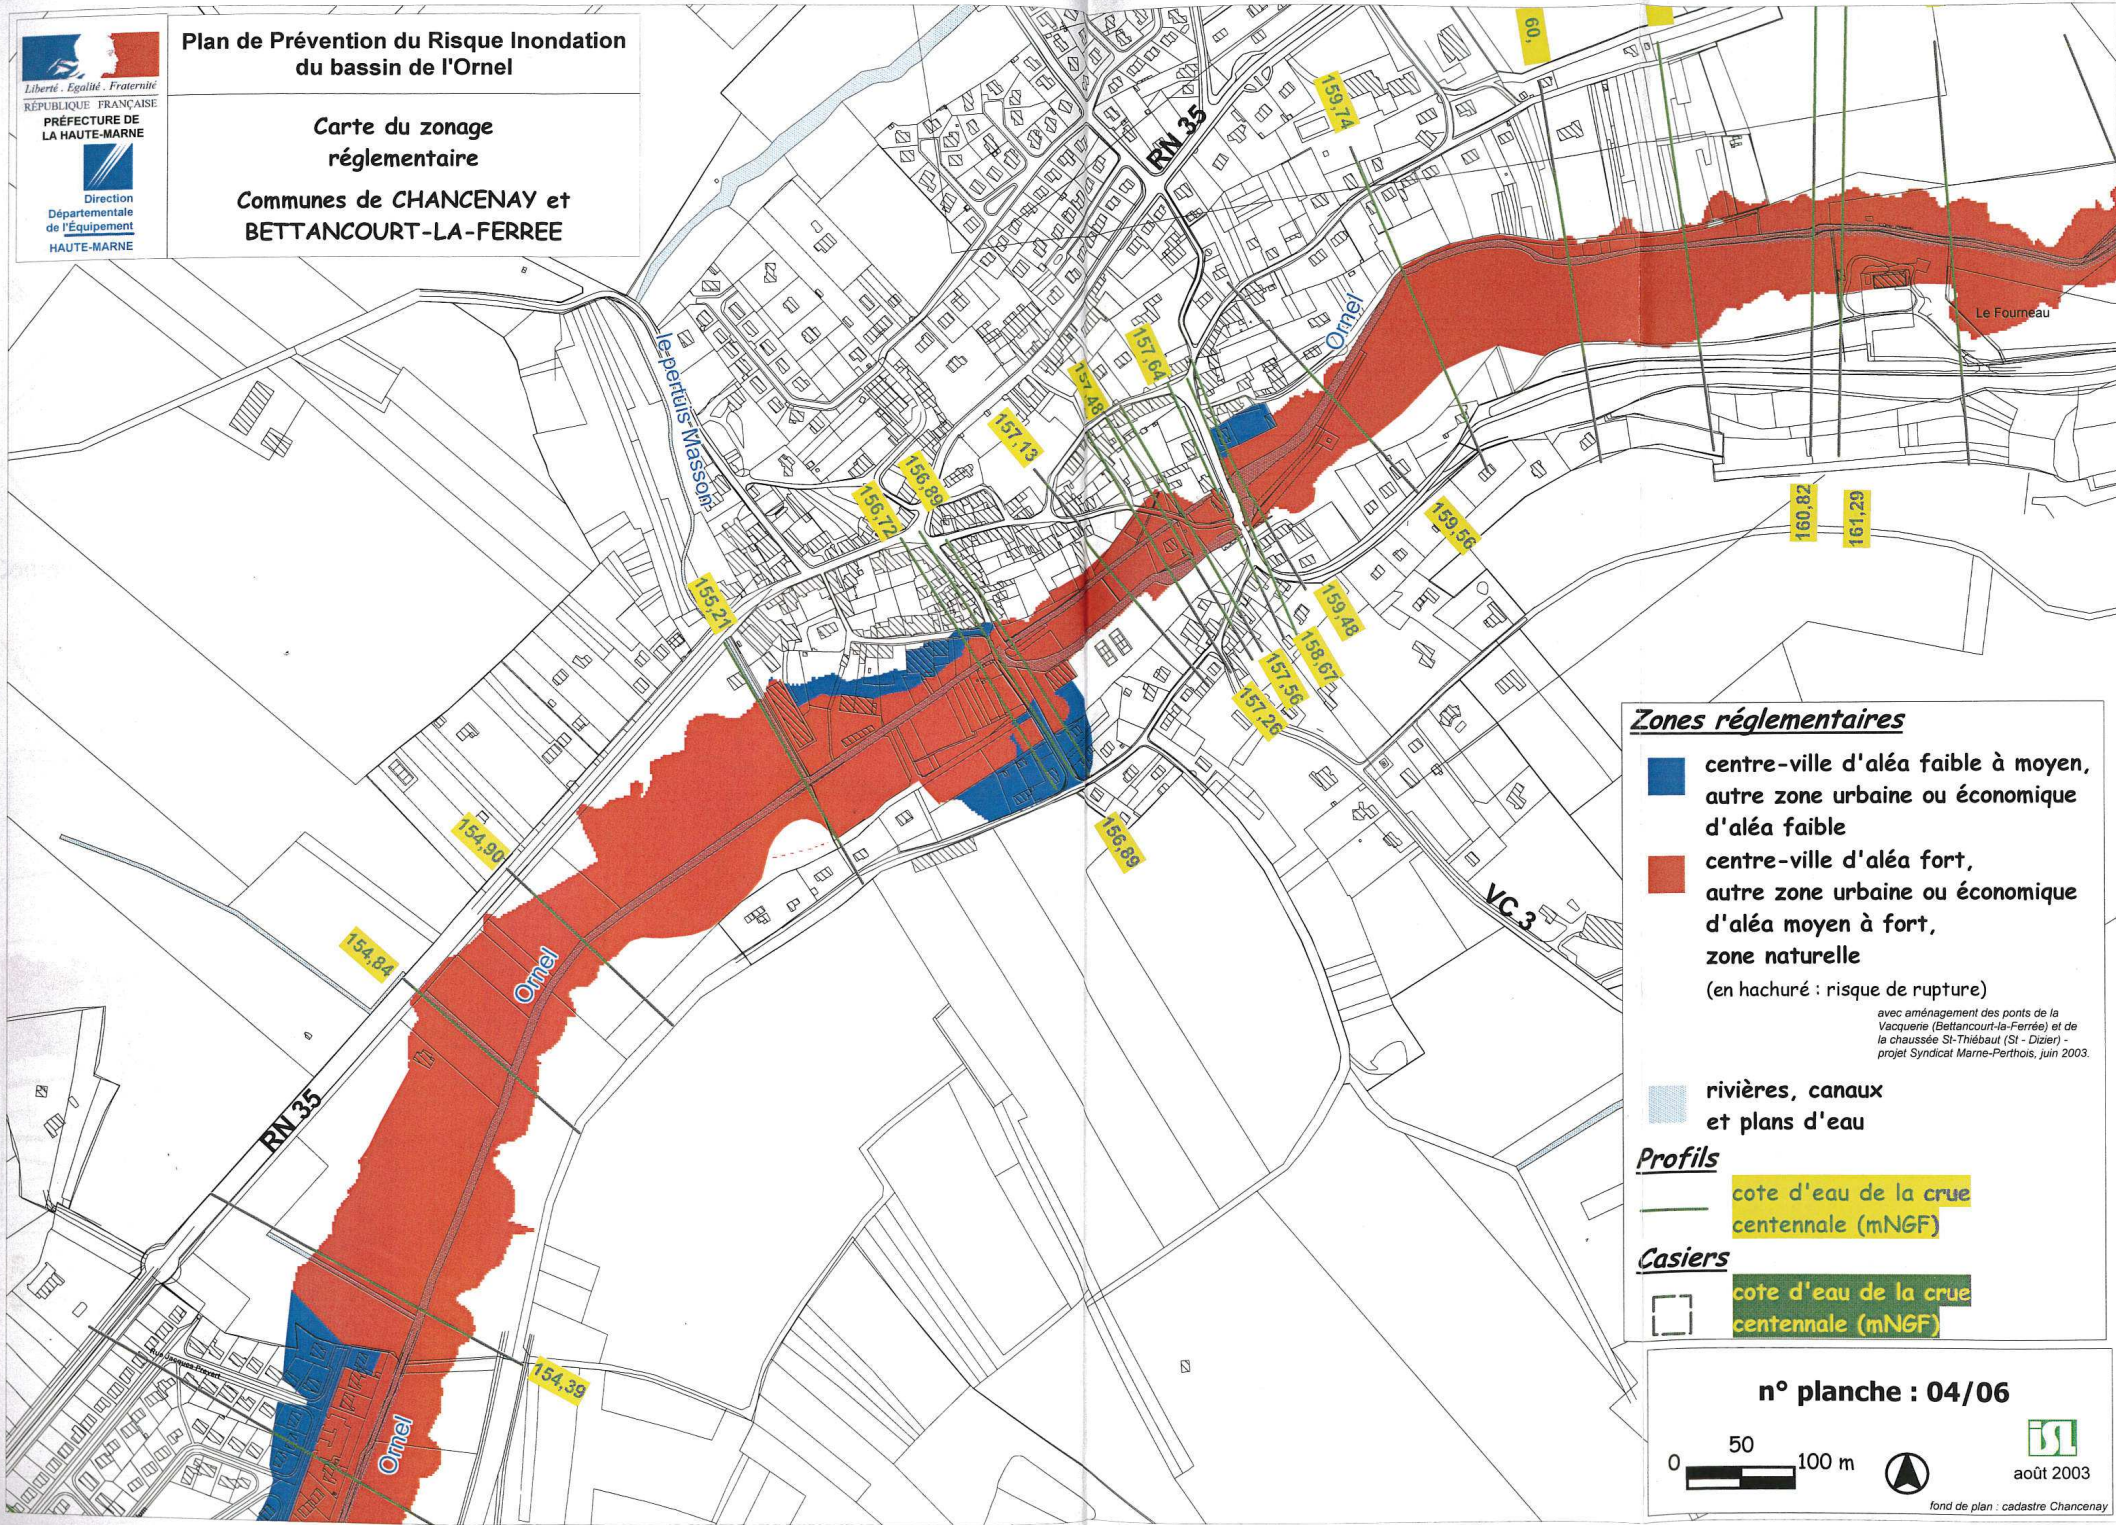 Liberté . Egalité . Fraternité
RÉPUBLIQUE FRANÇAISE
PRÉFECTURE DE
LA HAUTE-MARNE
Direction
Départementale
de l'Équipement
HAUTE-MARNE
Plan de Prévention du Risque Inondation
du bassin de l'Ornel
Carte du zonage
réglementaire
Communes de CHANCENAY et
BETTANCOURT-LA-FERREE
60,
159,74
RN 35
Ornel
Le Fourneau
le pertuis Masson
157,64
157,48
157,13
156,89
156,72
155,21
159,56
160,82
161,29
159,48
158,67
157,56
157,26
156,89
154,90
154,84
Ornel
VC 3
RN 35
Rue Jacques Prévert
154,39
Ornel
Zones réglementaires
centre-ville d'aléa faible à moyen,
autre zone urbaine ou économique
d'aléa faible
centre-ville d'aléa fort,
autre zone urbaine ou économique
d'aléa moyen à fort,
zone naturelle
(en hachuré : risque de rupture)
avec aménagement des ponts de la
Vacquerie (Bettancourt-la-Ferrée) et de
la chaussée St-Thiébaut (St - Dizier) -
projet Syndicat Marne-Perthois, juin 2003.
rivières, canaux
et plans d'eau
Profils
cote d'eau de la crue
centennale (mNGF)
Casiers
cote d'eau de la crue
centennale (mNGF)
n° planche : 04/06
0 50 100 m
ISL
août 2003
fond de plan : cadastre Chancenay